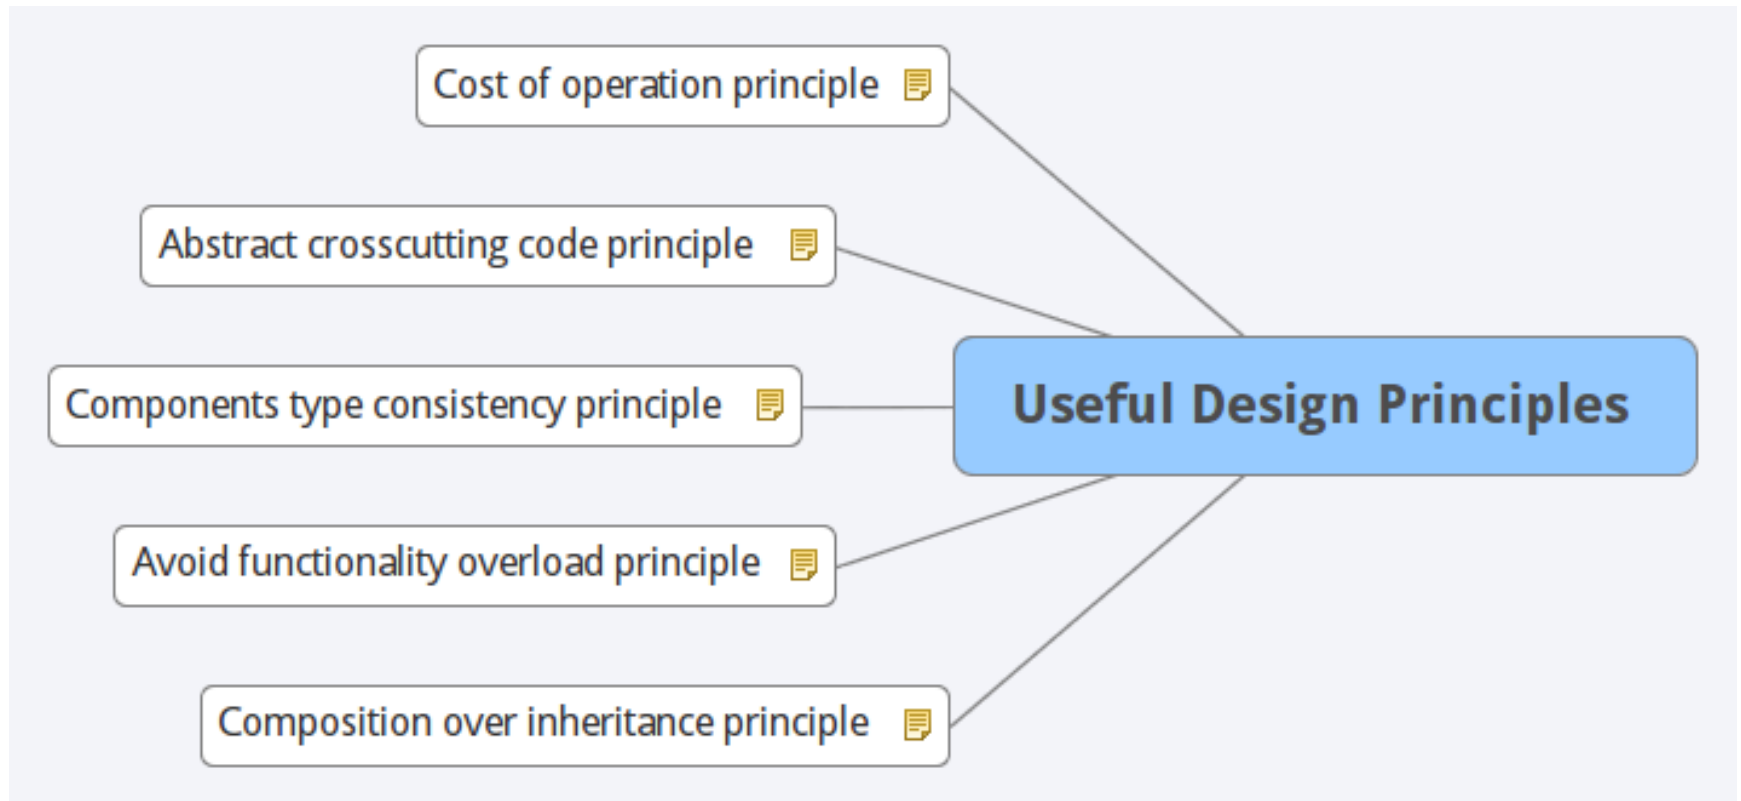 Cost of operation principle
Abstract crosscutting code principle
Components type consistency principle
Useful Design Principles
Avoid functionality overload principle
Composition over inheritance principle